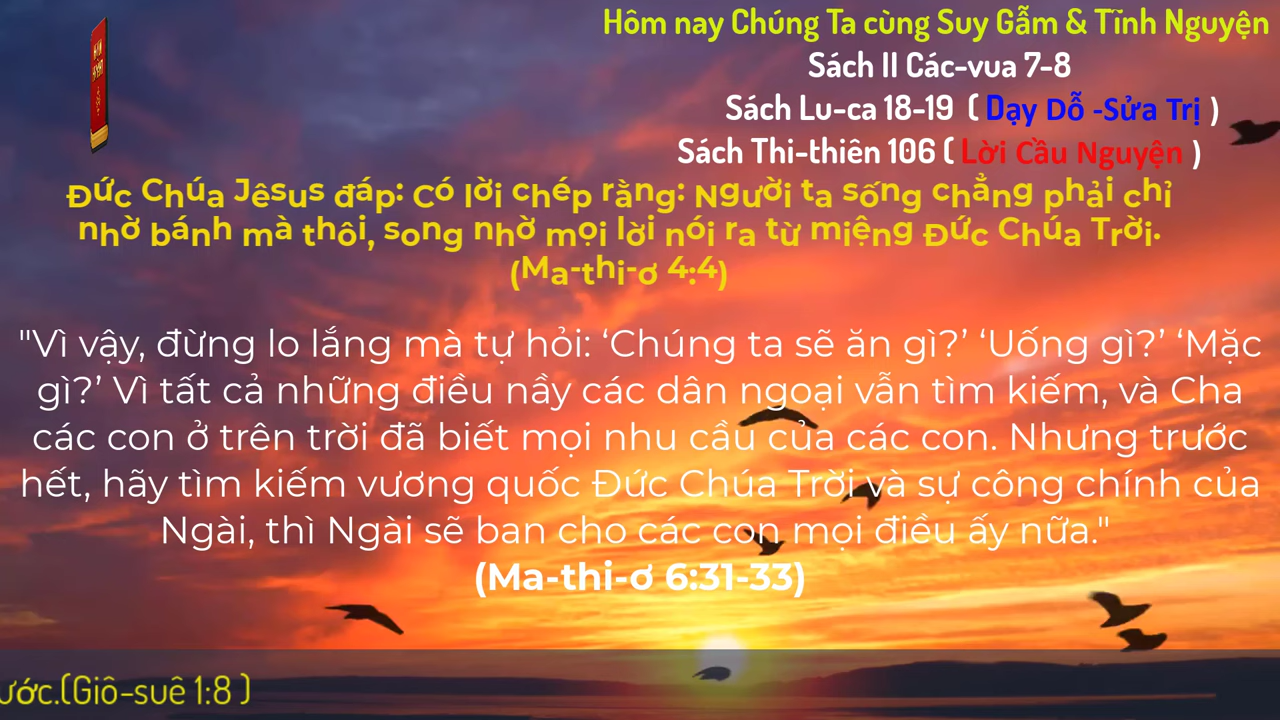 Hôm nay Chúng Ta cùng Suy Gẫm & Tĩnh Nguyện
Sách II Các-vua 7-8
Sách Lu-ca 18-19 ( Dạy Dỗ -Sửa Trị )
Sách Thi-thiên 106 ( Lời Cầu Nguyện )
Đức Chúa Jêsus đáp: Có lời chép rằng: Người ta sống chẳng phải chỉ
nhờ bánh mà thôi, song nhờ mọi lời nói ra từ miệng Đức Chúa Trời.
(Ma-thi-ơ 4:4)
"Vì vậy, đừng lo lắng mà tự hỏi: ‘Chúng ta sẽ ăn gì?’ ‘Uống gì?’ ‘Mặc
gì?’ Vì tất cả những điều nầy các dân ngoại vẫn tìm kiếm, và Cha
các con ở trên trời đã biết mọi nhu cầu của các con. Nhưng trước
hết, hãy tìm kiếm vương quốc Đức Chúa Trời và sự công chính của
Ngài, thì Ngài sẽ ban cho các con mọi điều ấy nữa."
(Ma-thi-ơ 6:31-33)
ước.(Giô-suê 1:8 )